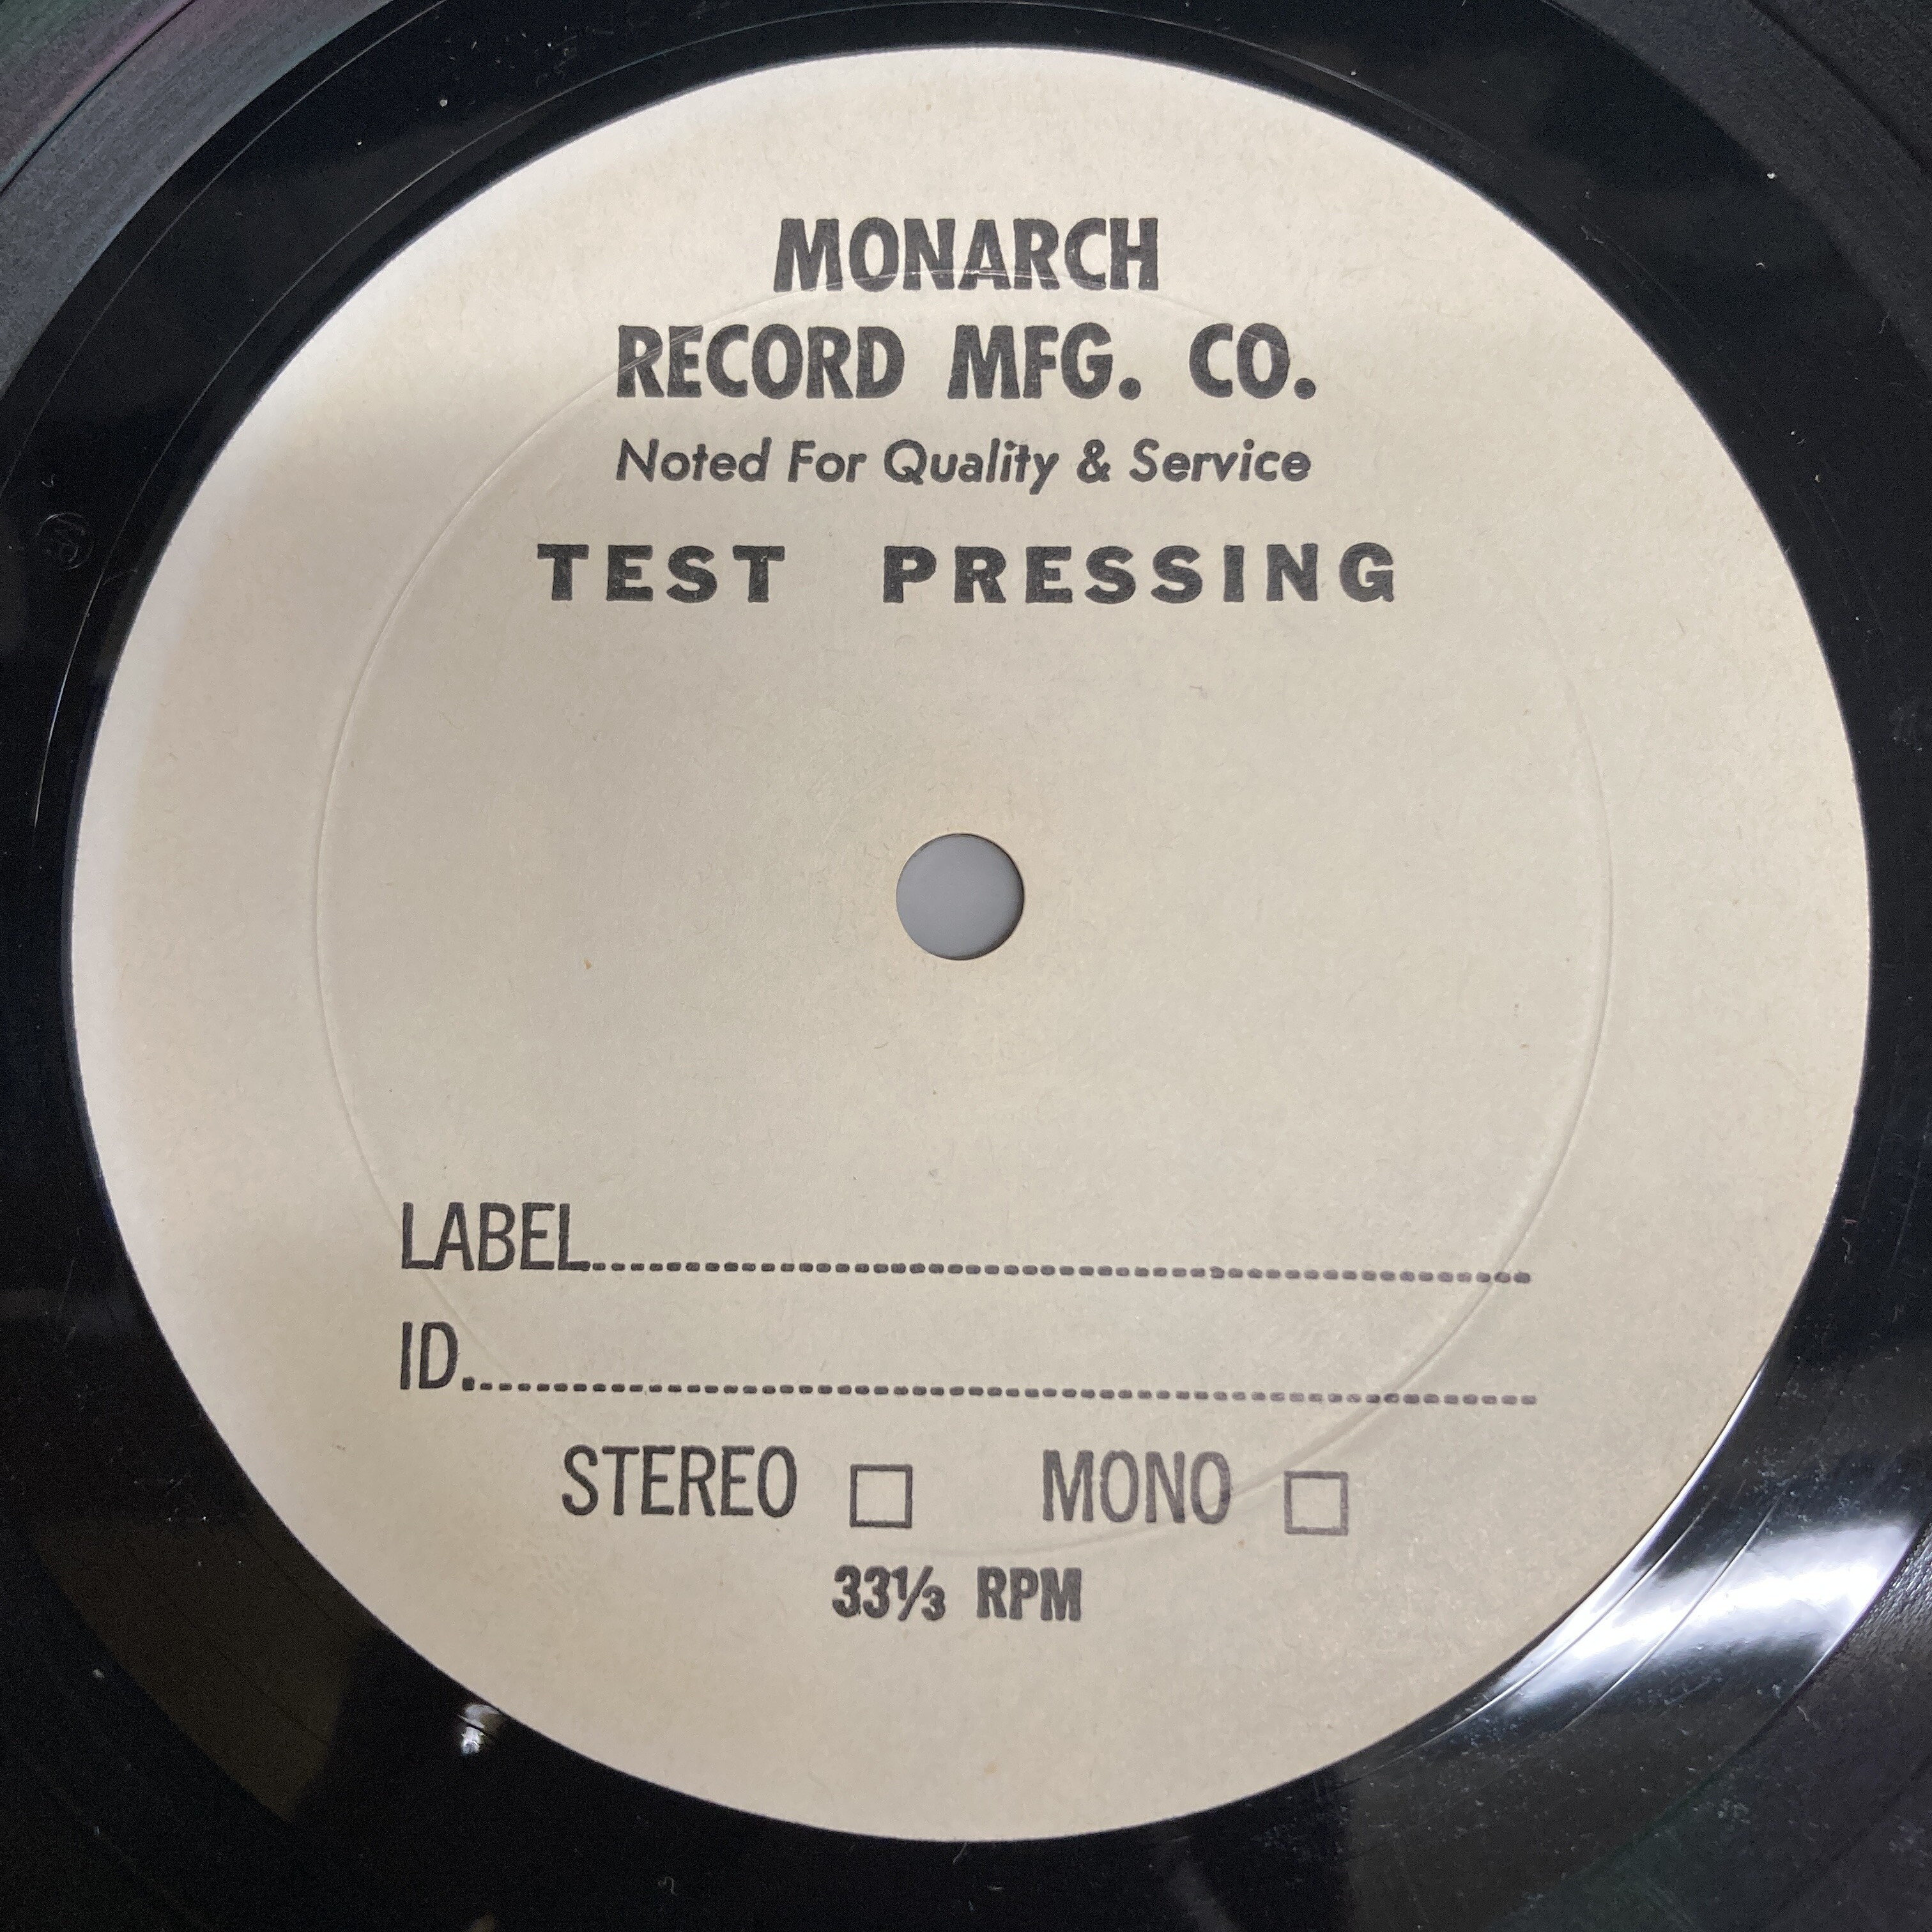 MONARCH
RECORD MFG. CO.
Noted For Quality & Service
TEST PRESSING
LABEL................................................
ID................................................
STEREO □ MONO □
33⅓ RPM